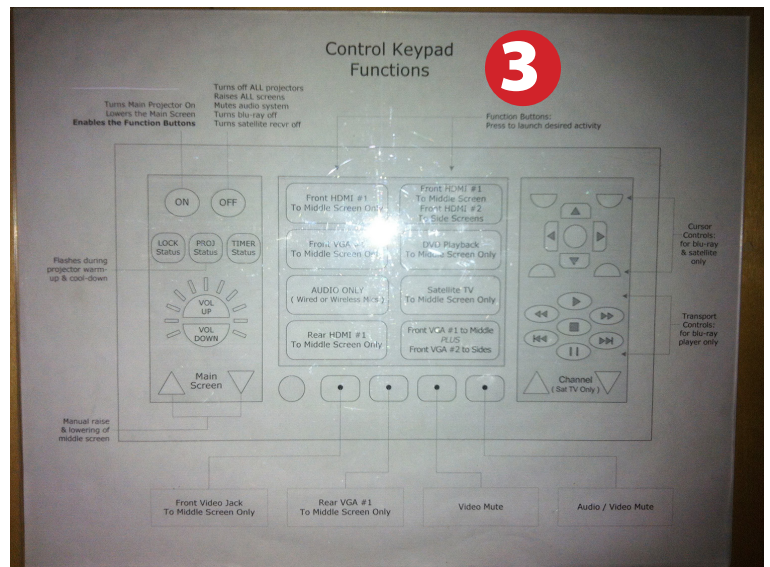 Control Keypad
Functions
3
Turns Main Projector On
Lowers the Main Screen
Enables the Function Buttons
Turns off ALL projectors
Raises ALL screens
Mutes audio system
Turns blu-ray off
Turns satellite recvr off
Function Buttons:
Press to launch desired activity
ON
OFF
LOCK
Status
PROJ
Status
TIMER
Status
Flashes during
projector warm-
up & cool-down
VOL
UP
VOL
DOWN
Main
Screen
Manual raise
& lowering of
middle screen
Front HDMI #1
To Middle Screen Only
Front HDMI #1
To Middle Screen
Front HDMI #2
To Side Screens
Front VGA
To Middle Screen Only
DVD Playback
To Middle Screen Only
AUDIO ONLY
( Wired or Wireless Mics )
Satellite TV
To Middle Screen Only
Rear HDMI #1
To Middle Screen Only
Front VGA #1 to Middle
PLUS
Front VGA #2 to Sides
Cursor
Controls:
for blu-ray
& satellite
only
Transport
Controls:
for blu-ray
player only
Channel
( Sat TV Only )
Front Video Jack
To Middle Screen Only
Rear VGA #1
To Middle Screen Only
Video Mute
Audio / Video Mute